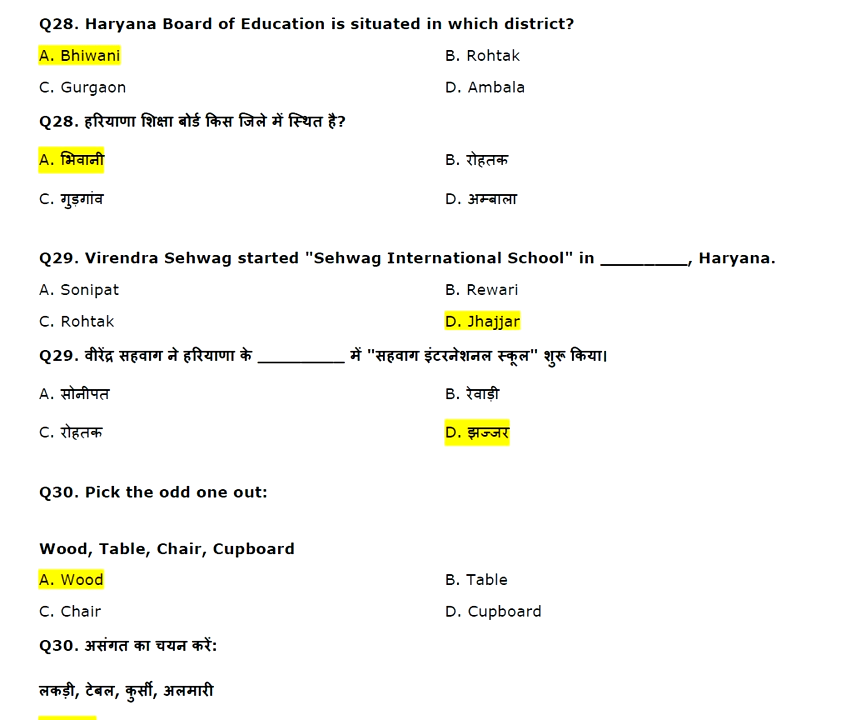 Q28. Haryana Board of Education is situated in which district?
A. Bhiwani B. Rohtak
C. Gurgaon D. Ambala
Q28. हरियाणा शिक्षा बोर्ड किस जिले में स्थित है?
A. भिवानी B. रोहतक
C. गुड़गांव D. अम्बाला
Q29. Virendra Sehwag started "Sehwag International School" in _________, Haryana.
A. Sonipat B. Rewari
C. Rohtak D. Jhajjar
Q29. वीरेंद्र सहवाग ने हरियाणा के _________ में "सहवाग इंटरनेशनल स्कूल" शुरू किया।
A. सोनीपत B. रेवाड़ी
C. रोहतक D. झज्जर
Q30. Pick the odd one out:
Wood, Table, Chair, Cupboard
A. Wood B. Table
C. Chair D. Cupboard
Q30. असंगत का चयन करें:
लकड़ी, टेबल, कुर्सी, अलमारी